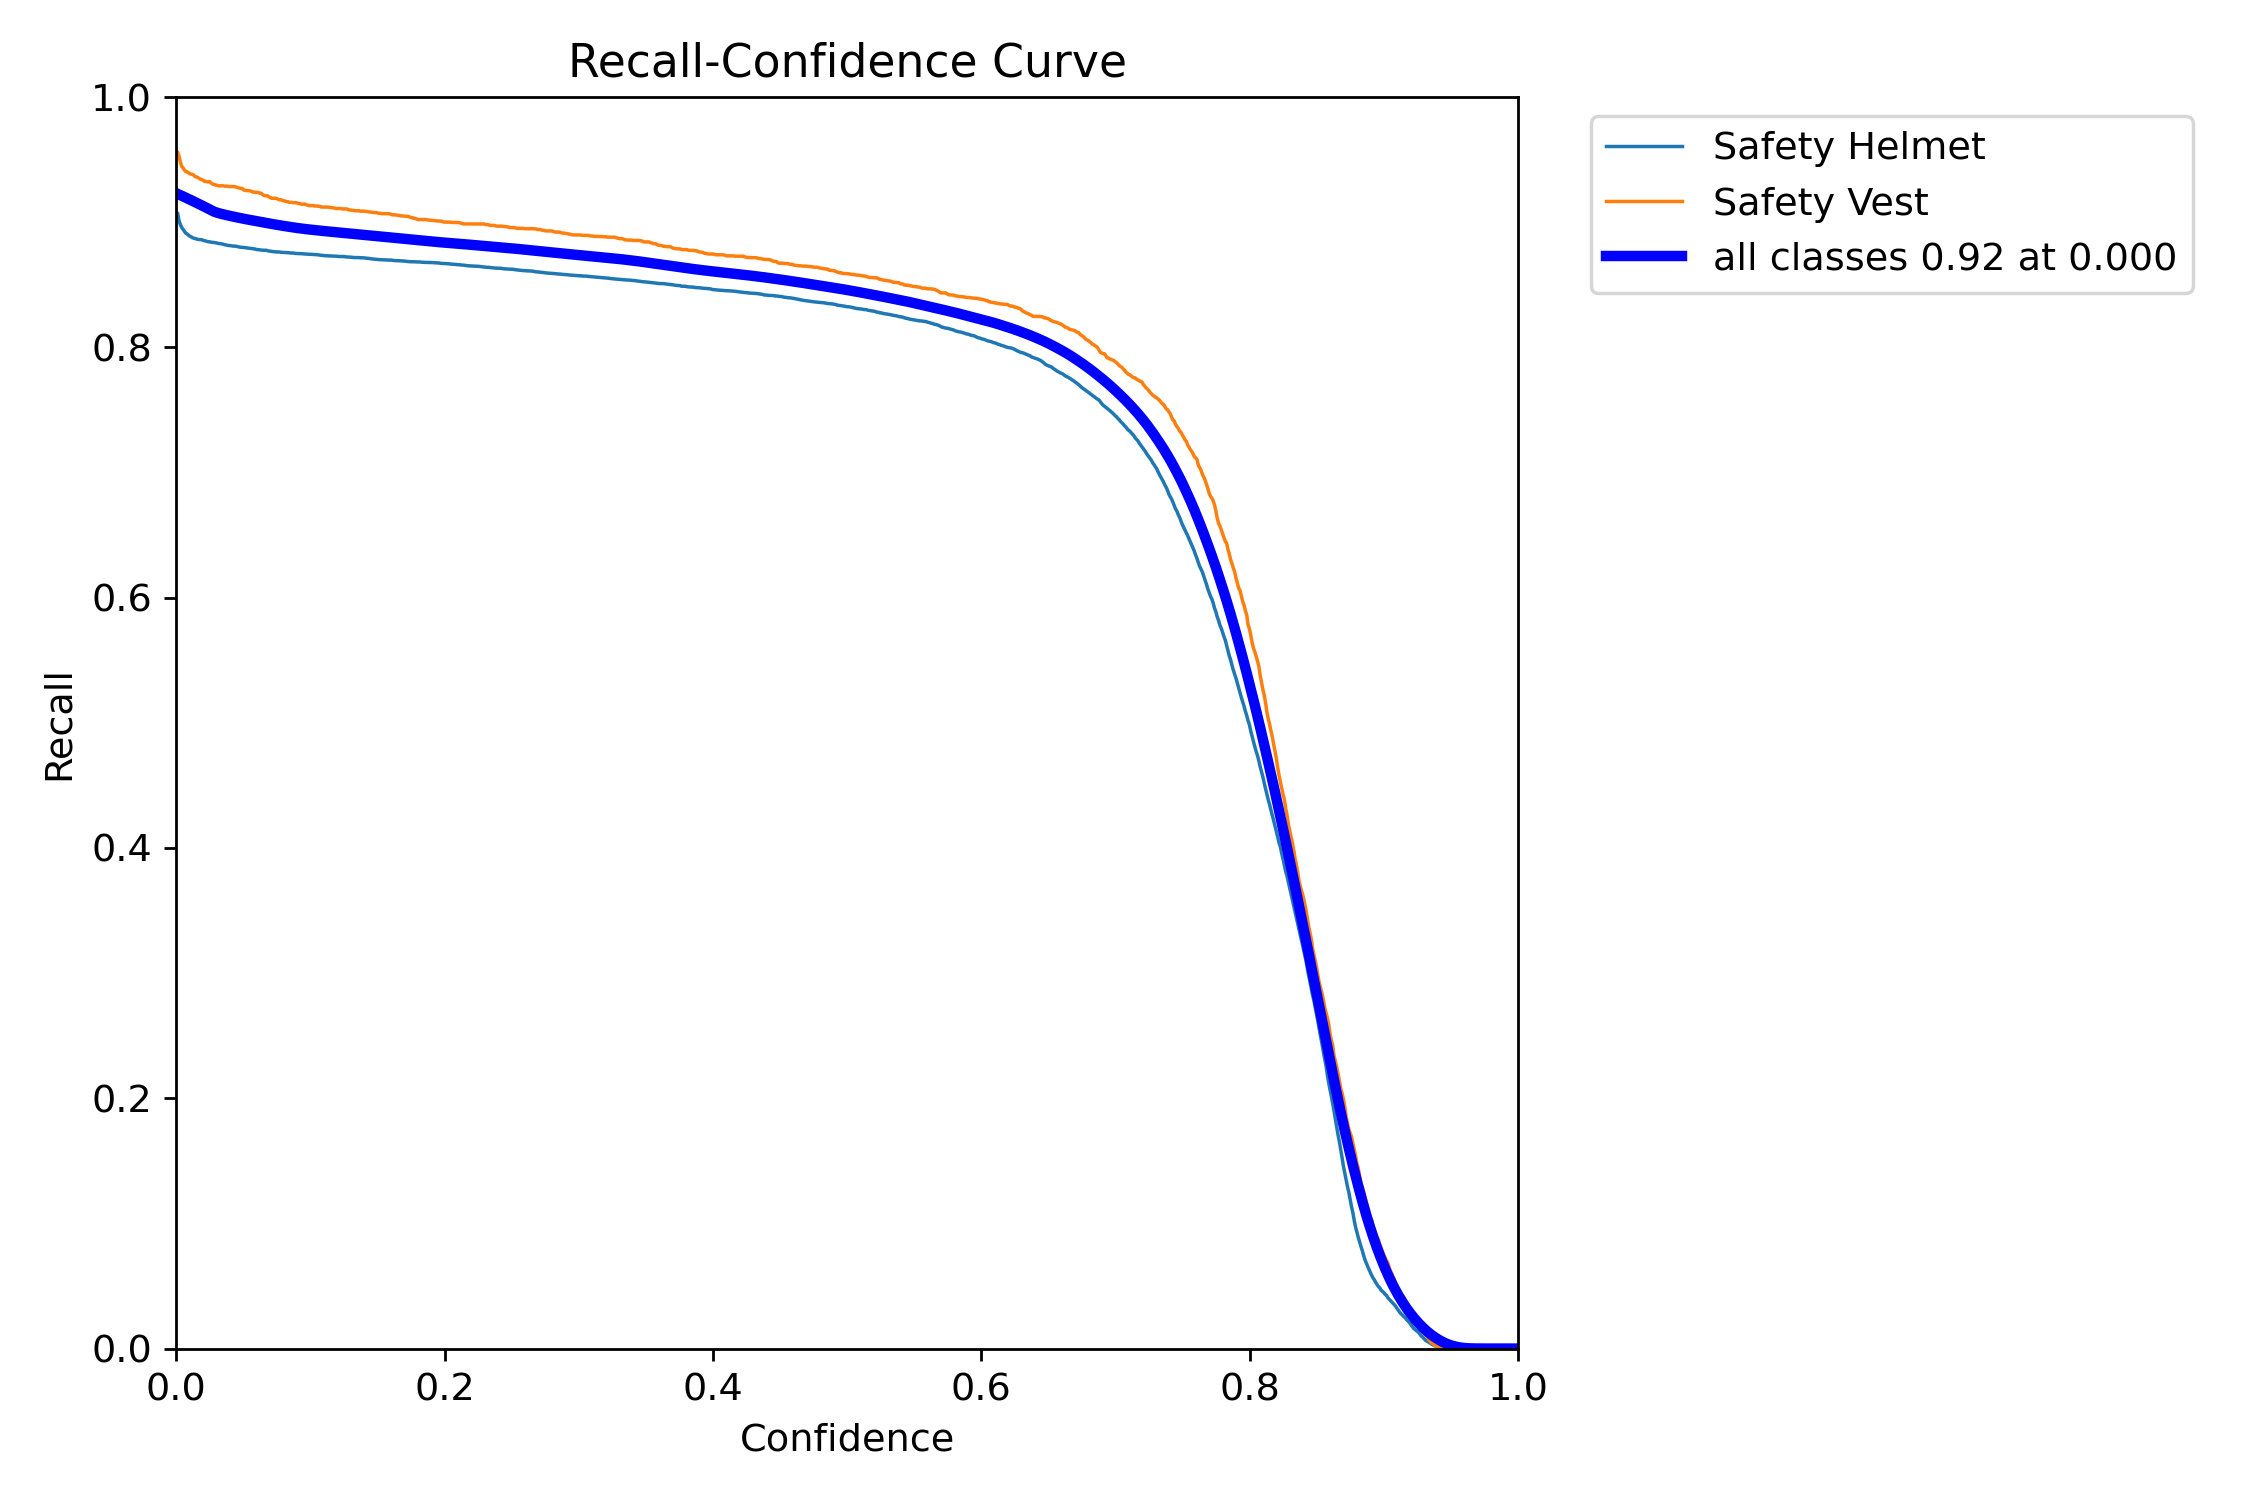 Recall-Confidence Curve
1.0
0.8
0.6
0.4
0.2
0.0
Recall
0.0 0.2 0.4 0.6 0.8 1.0
Confidence
Safety Helmet
Safety Vest
all classes 0.92 at 0.000